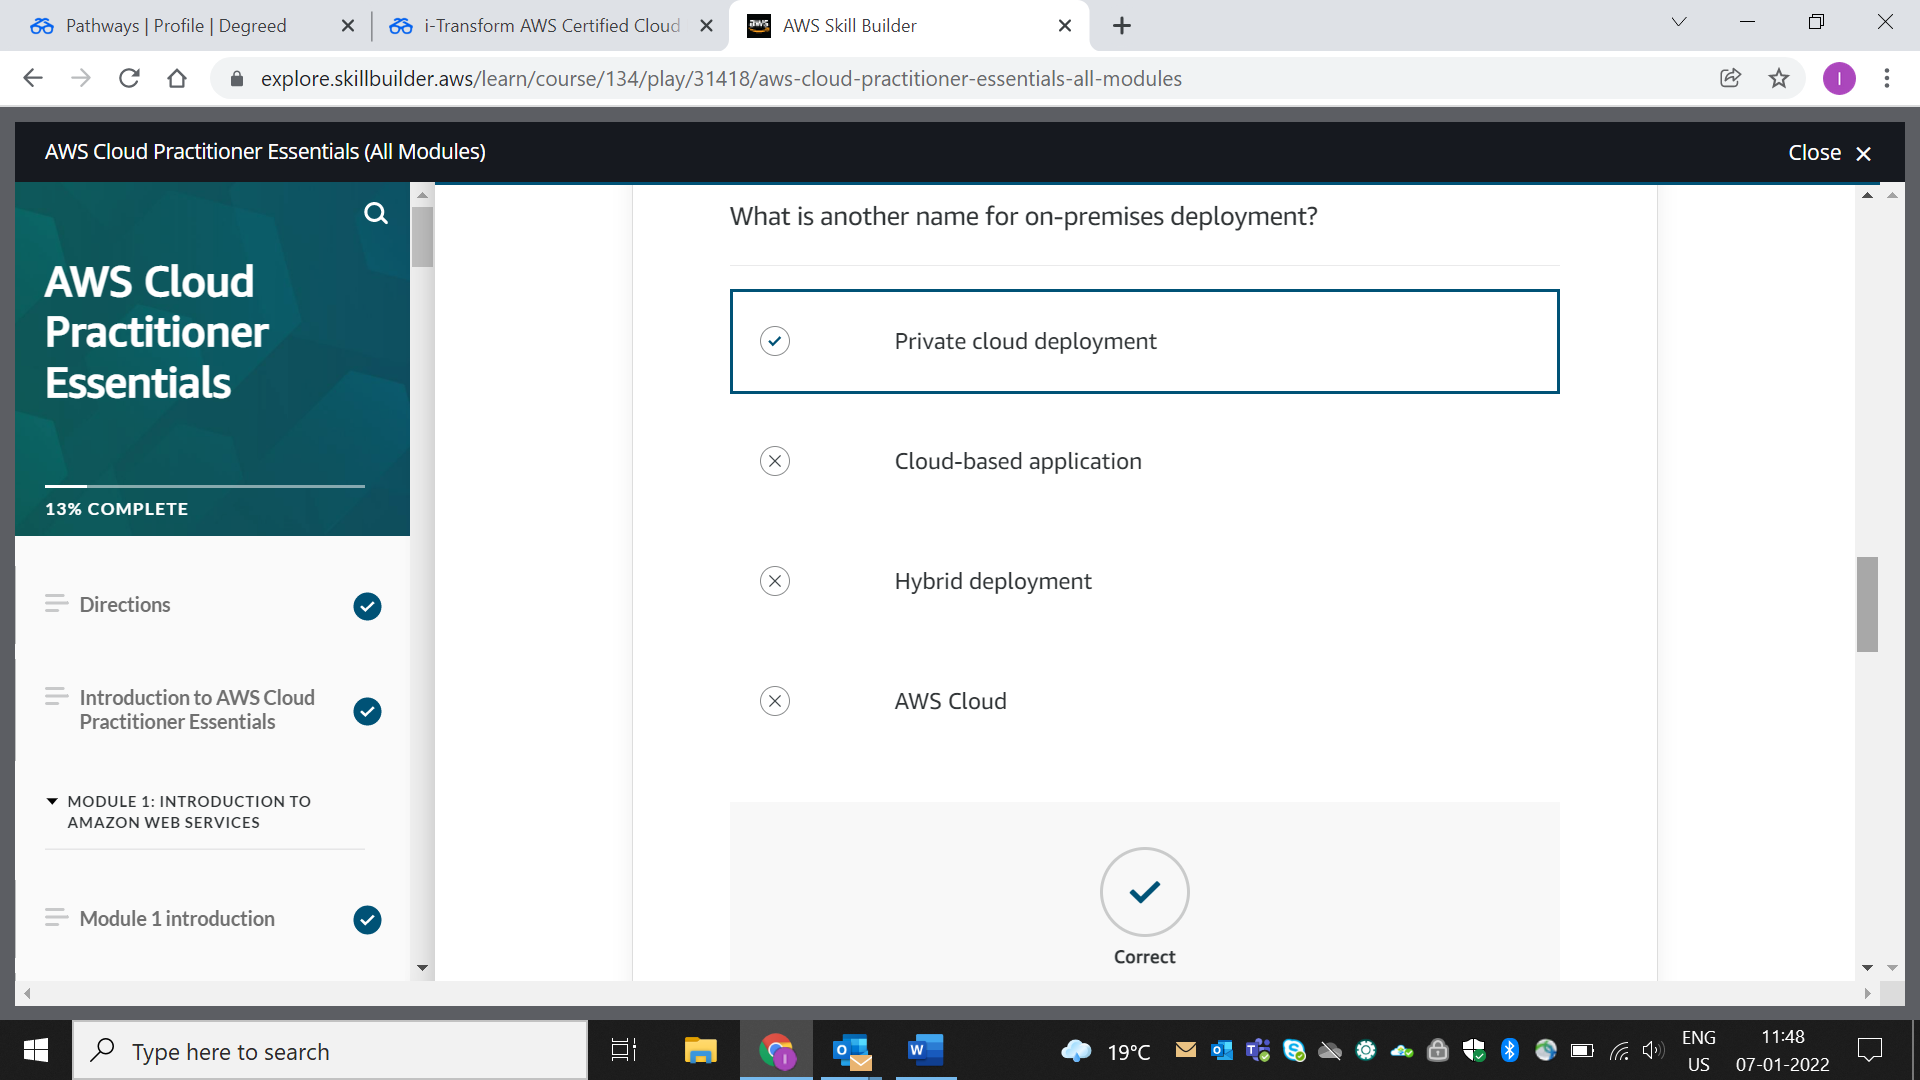 Pathways | Profile | Degreed
i-Transform AWS Certified Cloud
aws
AWS Skill Builder
explore.skillbuilder.aws/learn/course/134/play/31418/aws-cloud-practitioner-essentials-all-modules
I
AWS Cloud Practitioner Essentials (All Modules)
Close
AWS Cloud
Practitioner
Essentials
13% COMPLETE
Directions
Introduction to AWS Cloud
Practitioner Essentials
MODULE 1: INTRODUCTION TO
AMAZON WEB SERVICES
Module 1 introduction
What is another name for on-premises deployment?
Private cloud deployment
Cloud-based application
Hybrid deployment
AWS Cloud
Correct
Type here to search
19°C
ENG
US
11:48
07-01-2022